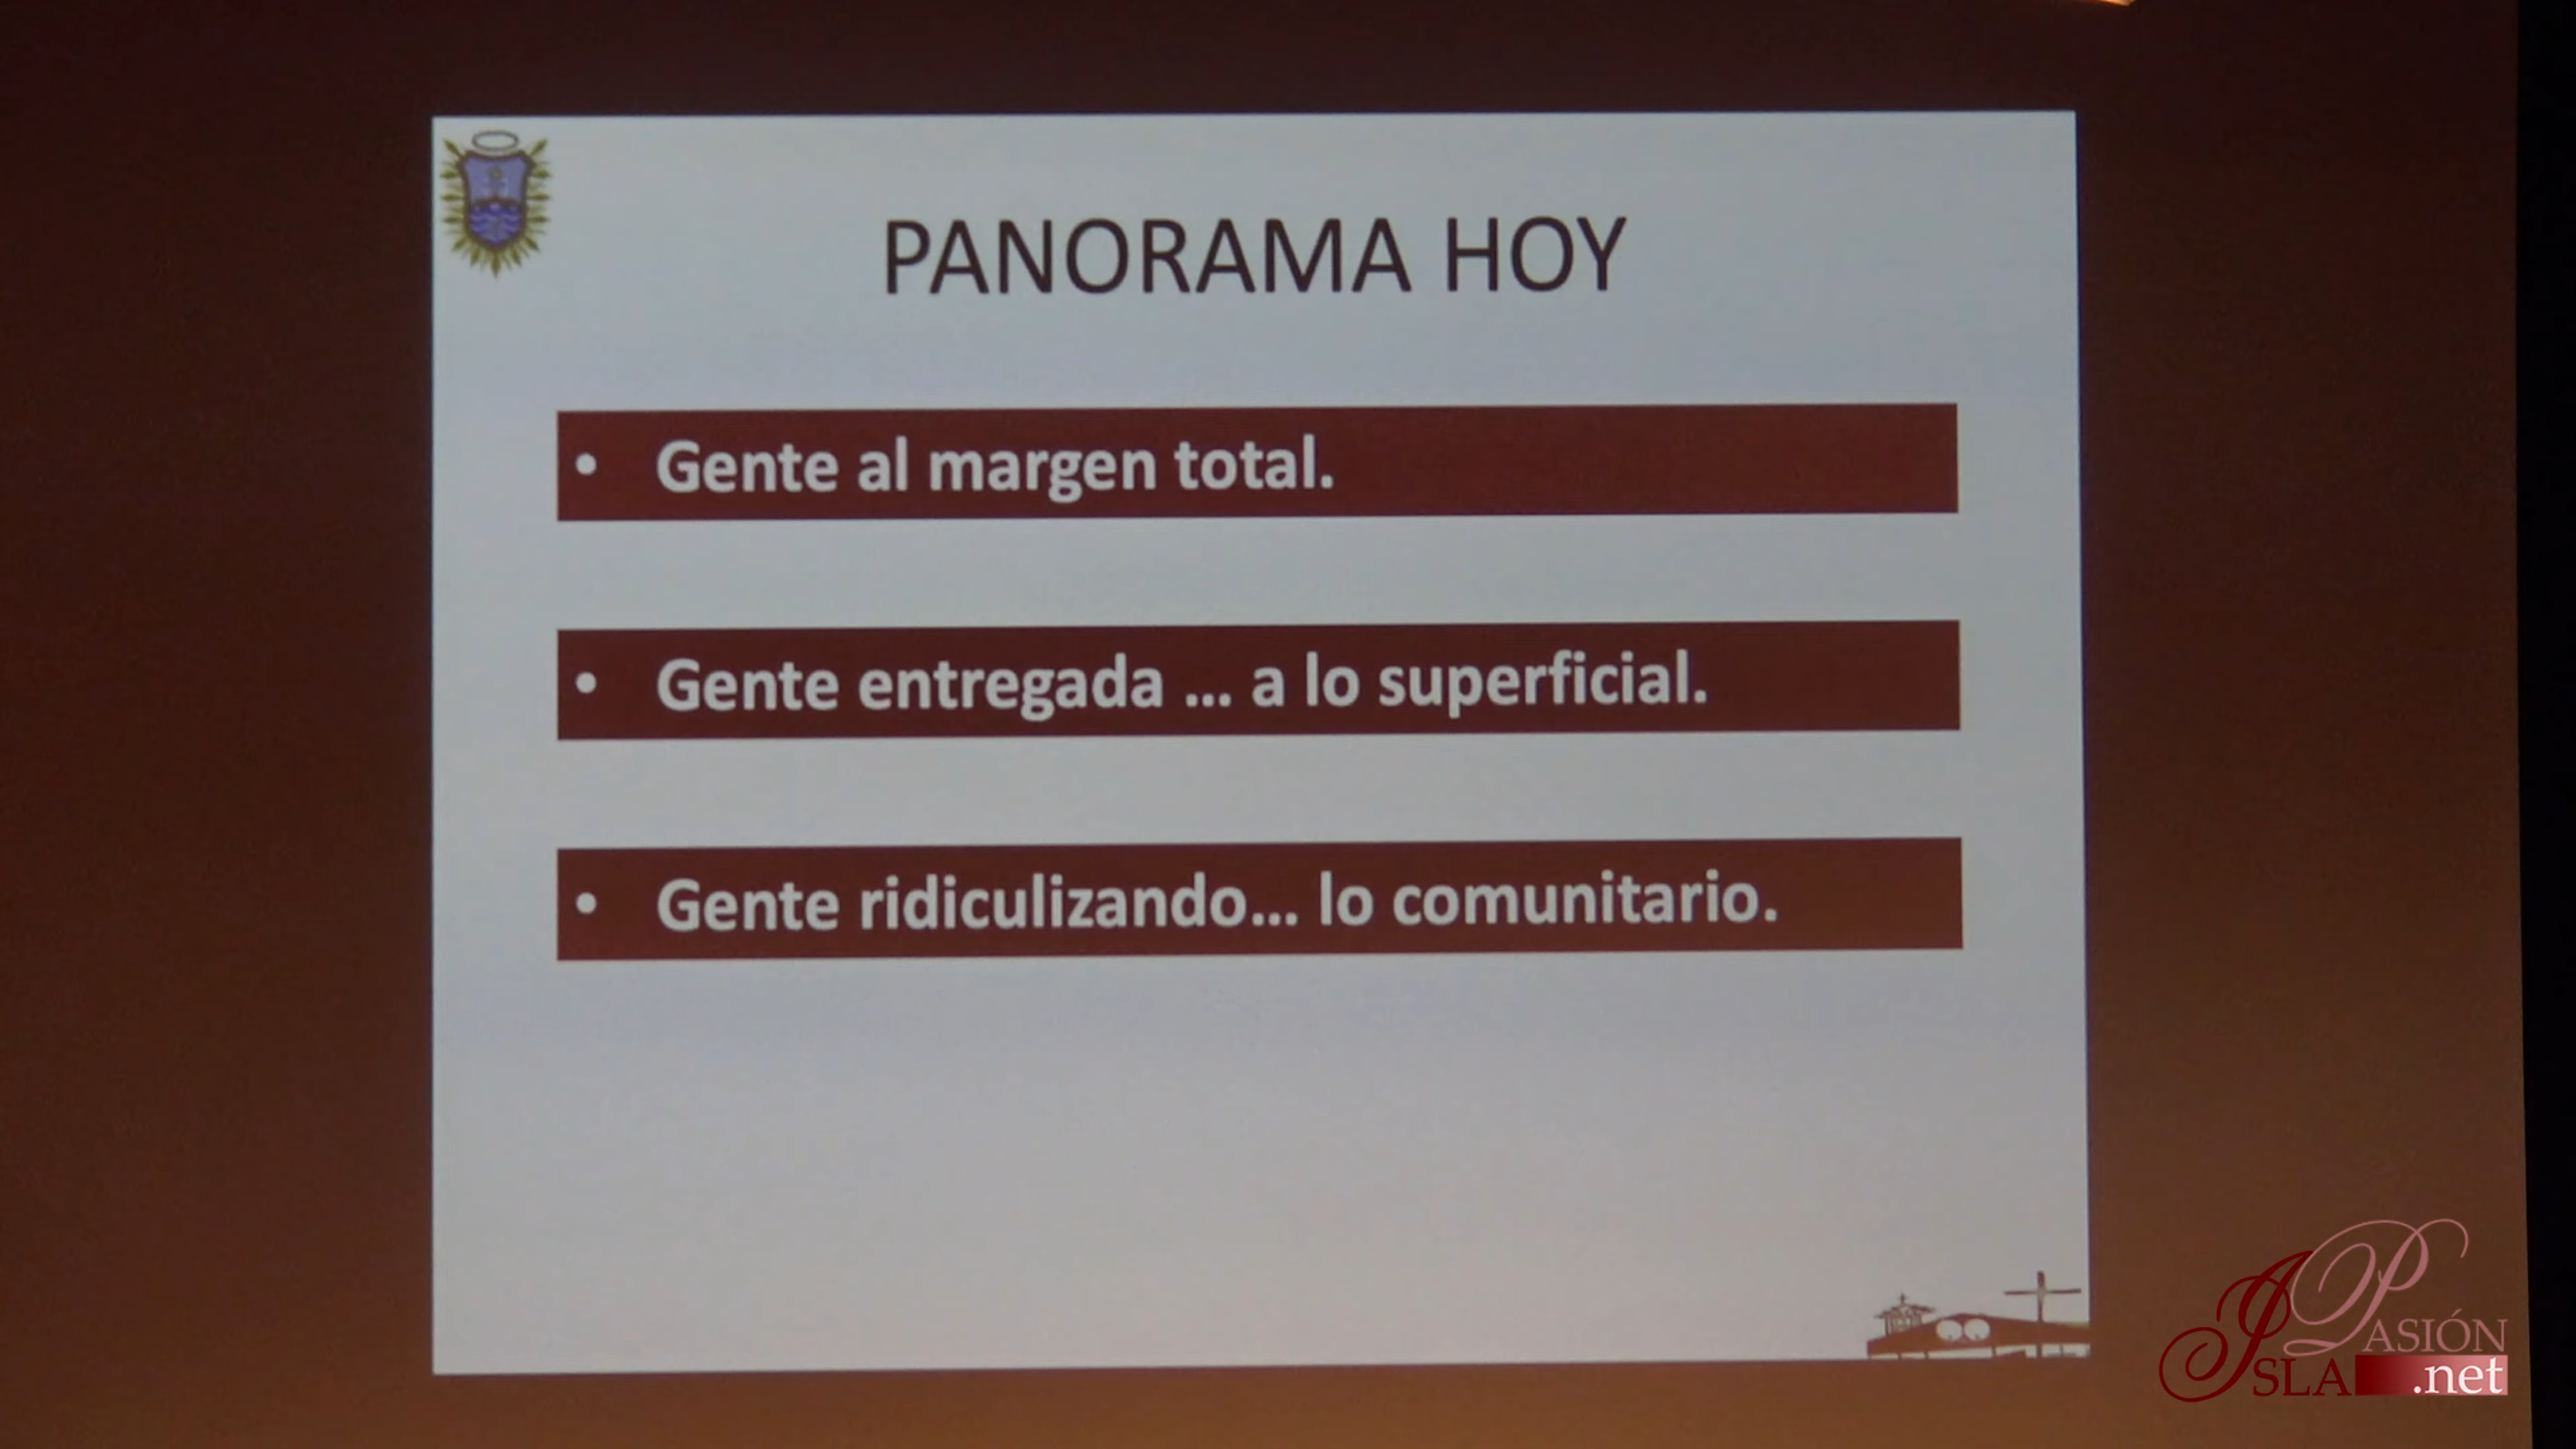 PANORAMA HOY
• Gente al margen total.
• Gente entregada ... a lo superficial.
• Gente ridiculizando... lo comunitario.
PASIÓN
ISLA
.net